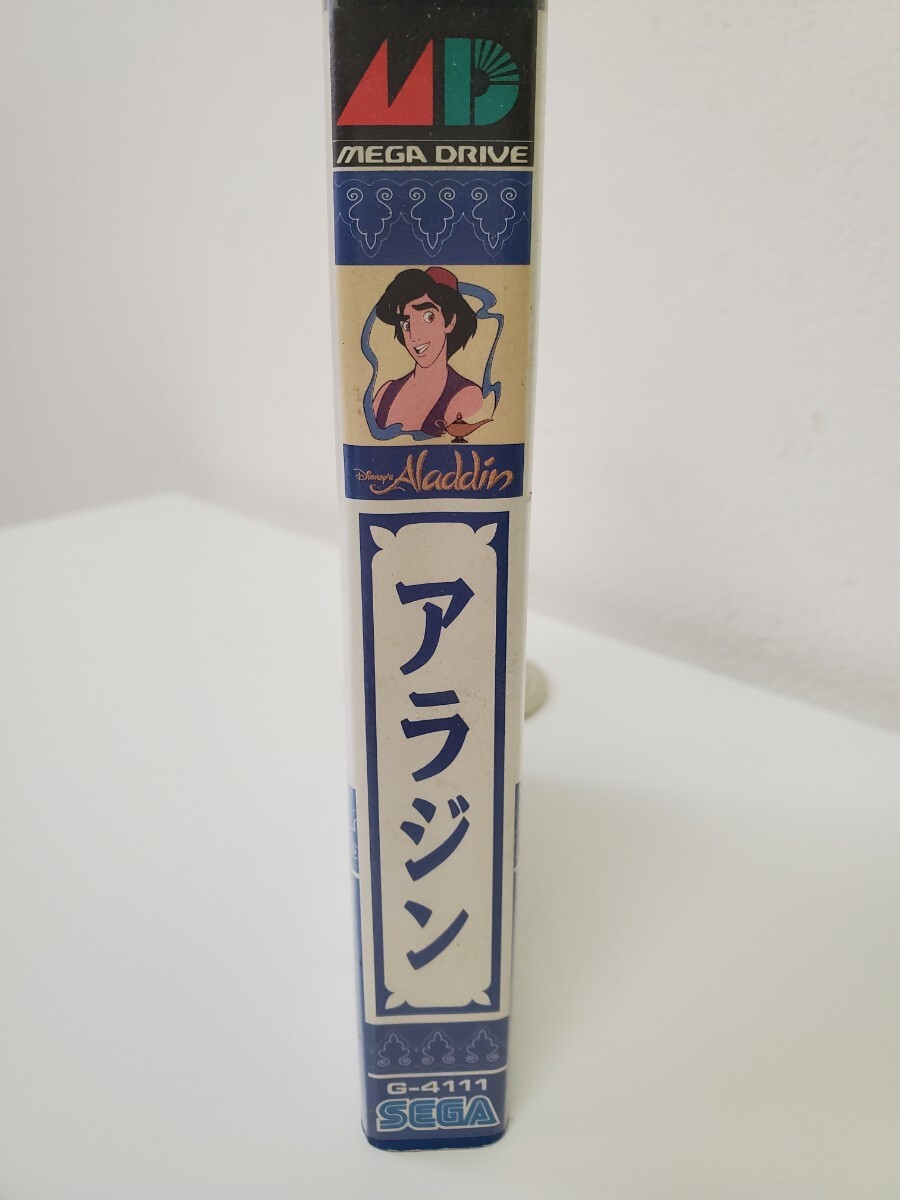 MD
MEGA DRIVE
Disney's Aladdin
アラジン
G-4111
SEGA